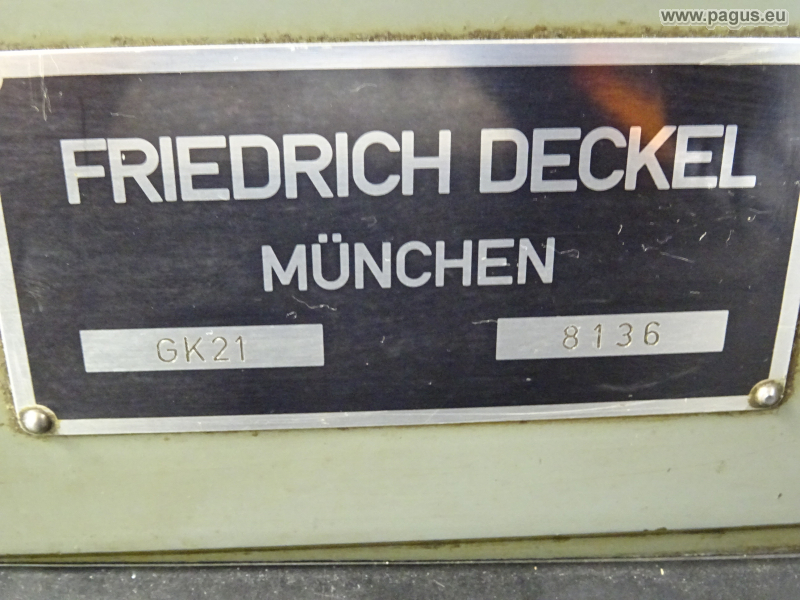 www.pagus.eu
FRIEDRICH DECKEL
MÜNCHEN
GK21 8136